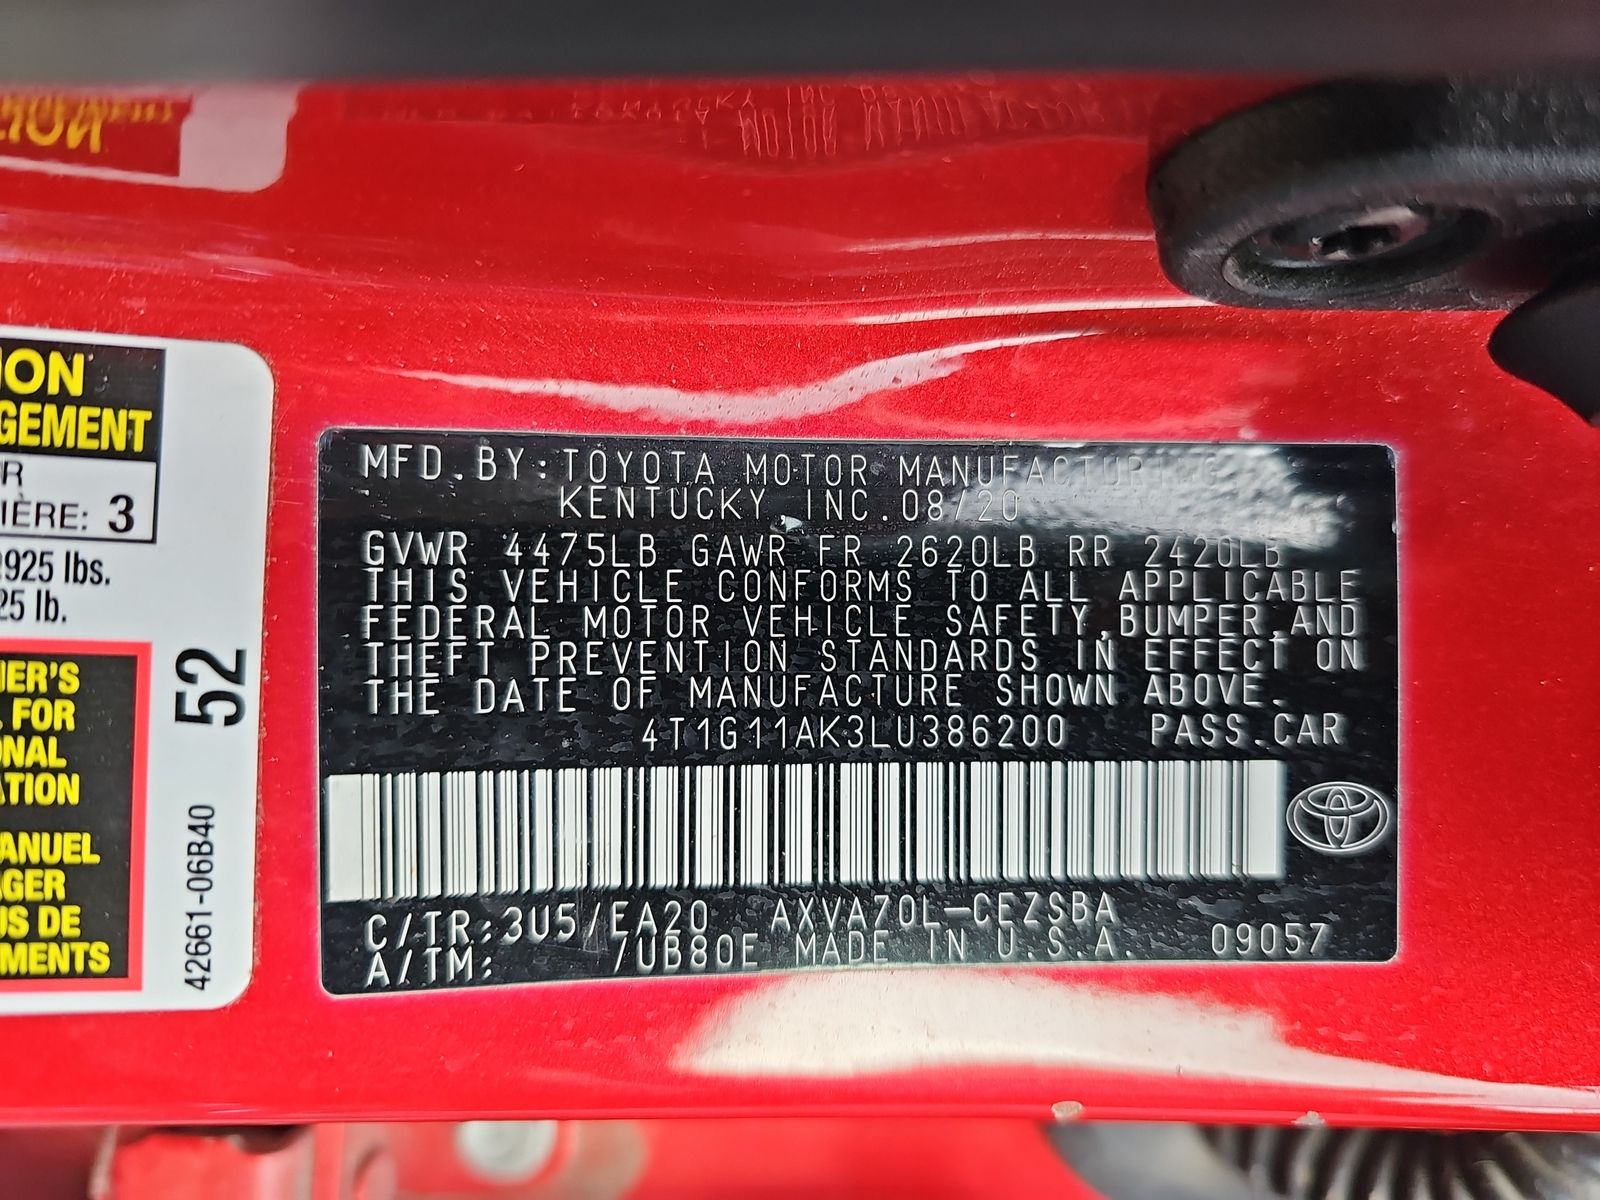 ION
GEMENT
R
IÈRE: 3
925 lbs.
25 lb.
52
42661-06B40
NER'S
FOR
ONAL
ATION
ANUEL
AGER
US DE
MENTS
MFD.BY:TOYOTA MOTOR MANUFACTURING
KENTUCKY, INC.08/20
GVWR 4475LB GAWR FR 2620LB RR 2420LB
THIS VEHICLE CONFORMS TO ALL APPLICABLE
FEDERAL MOTOR VEHICLE SAFETY,BUMPER,AND
THEFT PREVENTION STANDARDS IN EFFECT ON
THE DATE OF MANUFACTURE SHOWN ABOVE.
4T1G11AK3LU386200 PASS.CAR
C/TR:3U5/EA20 AXVA70L-CEZSBA
A/TM: /UB80E MADE IN U.S.A. 09057